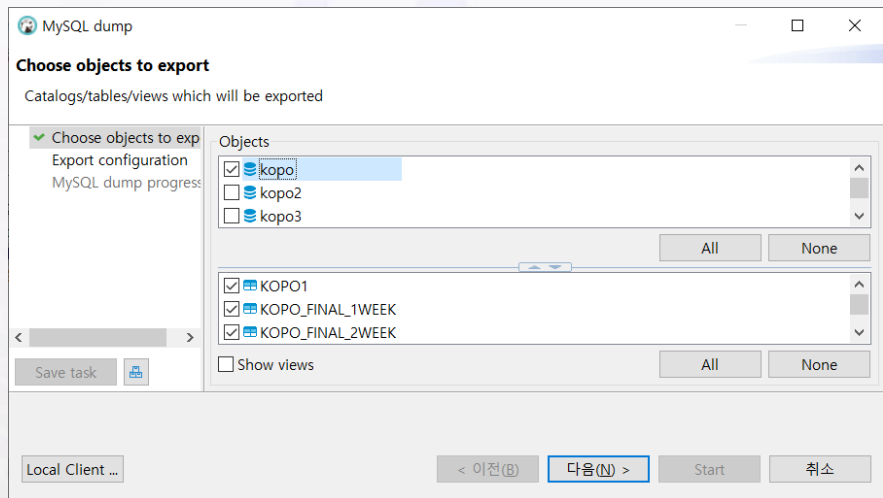 MySQL dump
Choose objects to export
Catalogs/tables/views which will be exported
Choose objects to exp
Export configuration
MySQL dump progress
Save task
Objects
kopo
kopo2
kopo3
All None
KOPO1
KOPO_FINAL_1WEEK
KOPO_FINAL_2WEEK
Show views All None
Local Client ... < 이전(B) 다음(N) > Start 취소